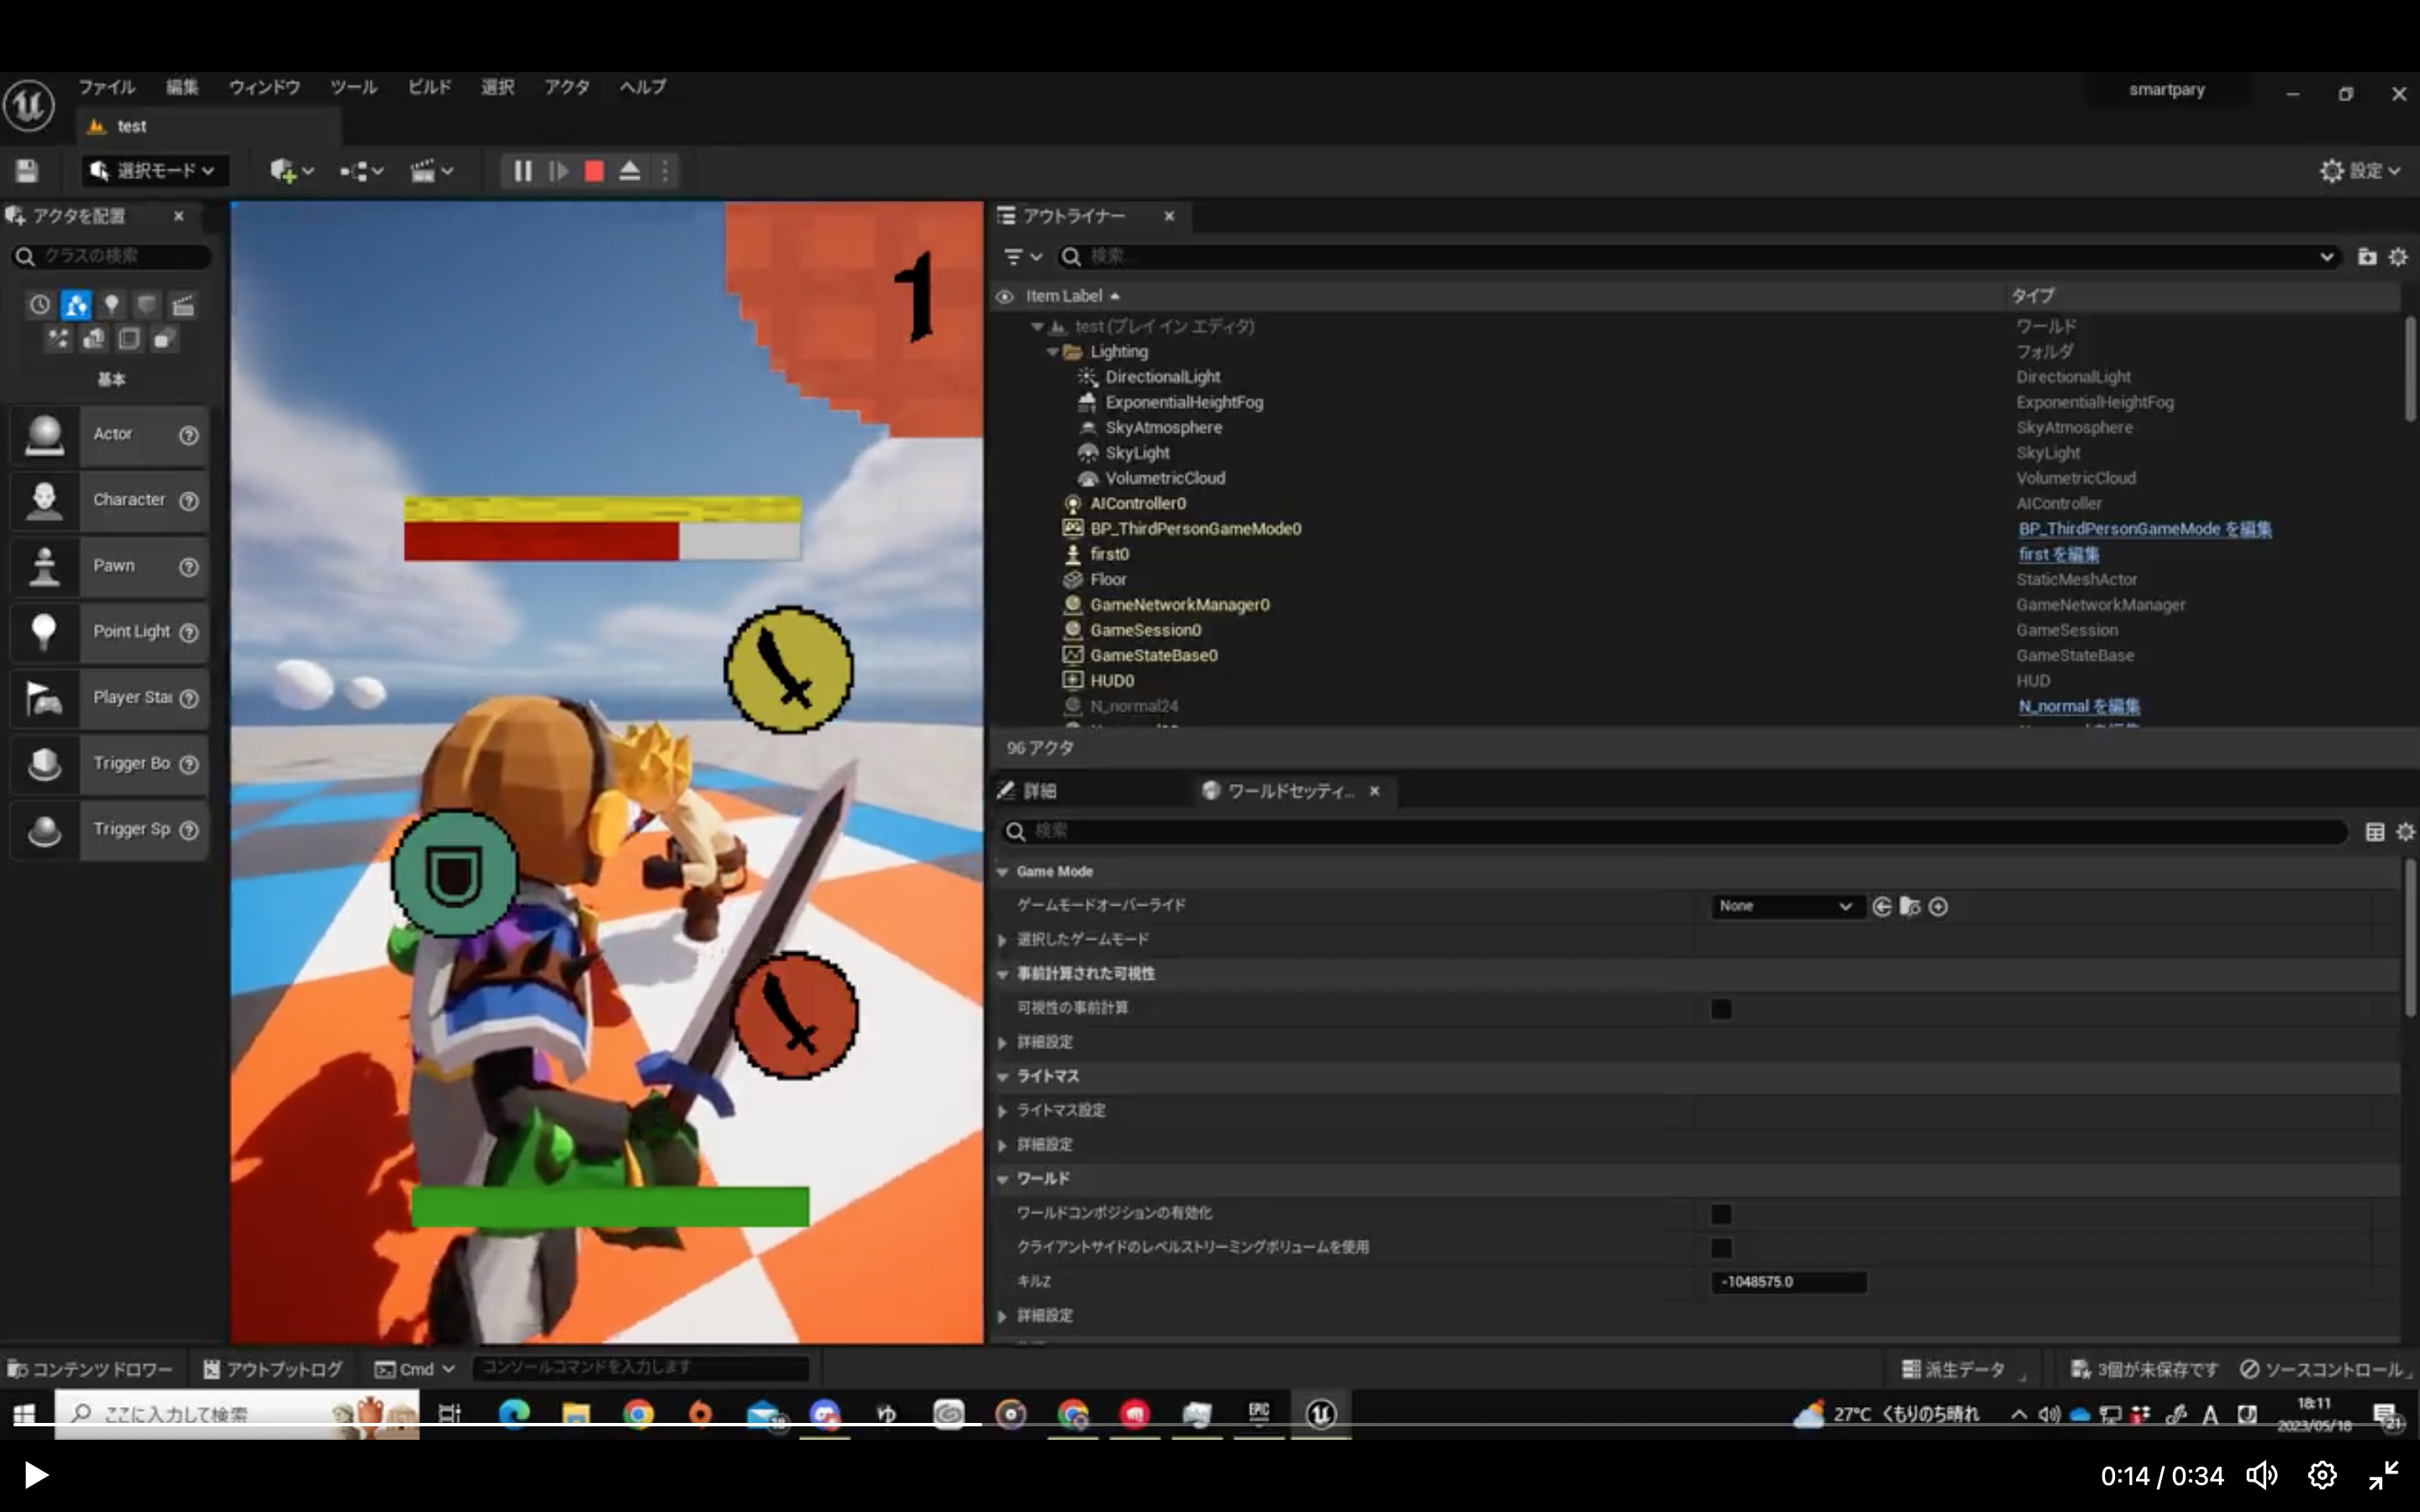 ファイル 編集 ウィンドウ ツール ビルド 選択 アクタ ヘルプ
smartpary
test
選択モード
設定
アクタを配置
クラスの検索
基本
Actor
Character
Pawn
Point Light
Player Sta
Trigger Bo
Trigger Sp
1
アウトライナー
検索...
Item Label タイプ
test (プレイ イン エディタ) ワールド
Lighting フォルダ
DirectionalLight DirectionalLight
ExponentialHeightFog ExponentialHeightFog
SkyAtmosphere SkyAtmosphere
SkyLight SkyLight
VolumetricCloud VolumetricCloud
AIController0 AIController
BP_ThirdPersonGameMode0 BP_ThirdPersonGameMode を編集
first0 first を編集
Floor StaticMeshActor
GameNetworkManager0 GameNetworkManager
GameSession0 GameSession
GameStateBase0 GameStateBase
HUD0 HUD
N_normal24 N_normal を編集
96 アクタ
詳細 ワールドセッティ...
検索
Game Mode
ゲームモードオーバーライド None
選択したゲームモード
事前計算された可視性
可視性の事前計算
詳細設定
ライトマス
ライトマス設定
詳細設定
ワールド
ワールドコンポジションの有効化
クライアントサイドのレベルストリーミングボリュームを使用
キルZ -1048575.0
詳細設定
コンテンツドロワー アウトプットログ Cmd コンソールコマンドを入力します
派生データ 3個が未保存です ソースコントロール
ここに入力して検索
ゆ
EPIC
27°C くもりのち晴れ
A
18:11
2023/05/18
21
0:14 / 0:34